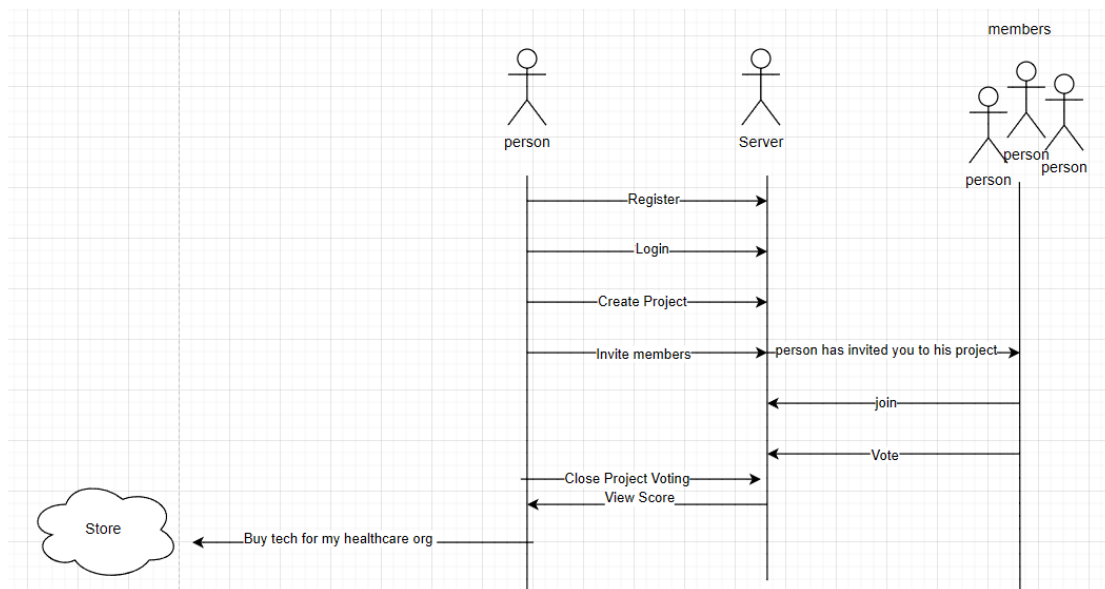 members
person
Server
person
person
person
Register
Login
Create Project
Invite members
person has invited you to his project
join
Vote
Close Project Voting
View Score
Store
Buy tech for my healthcare org